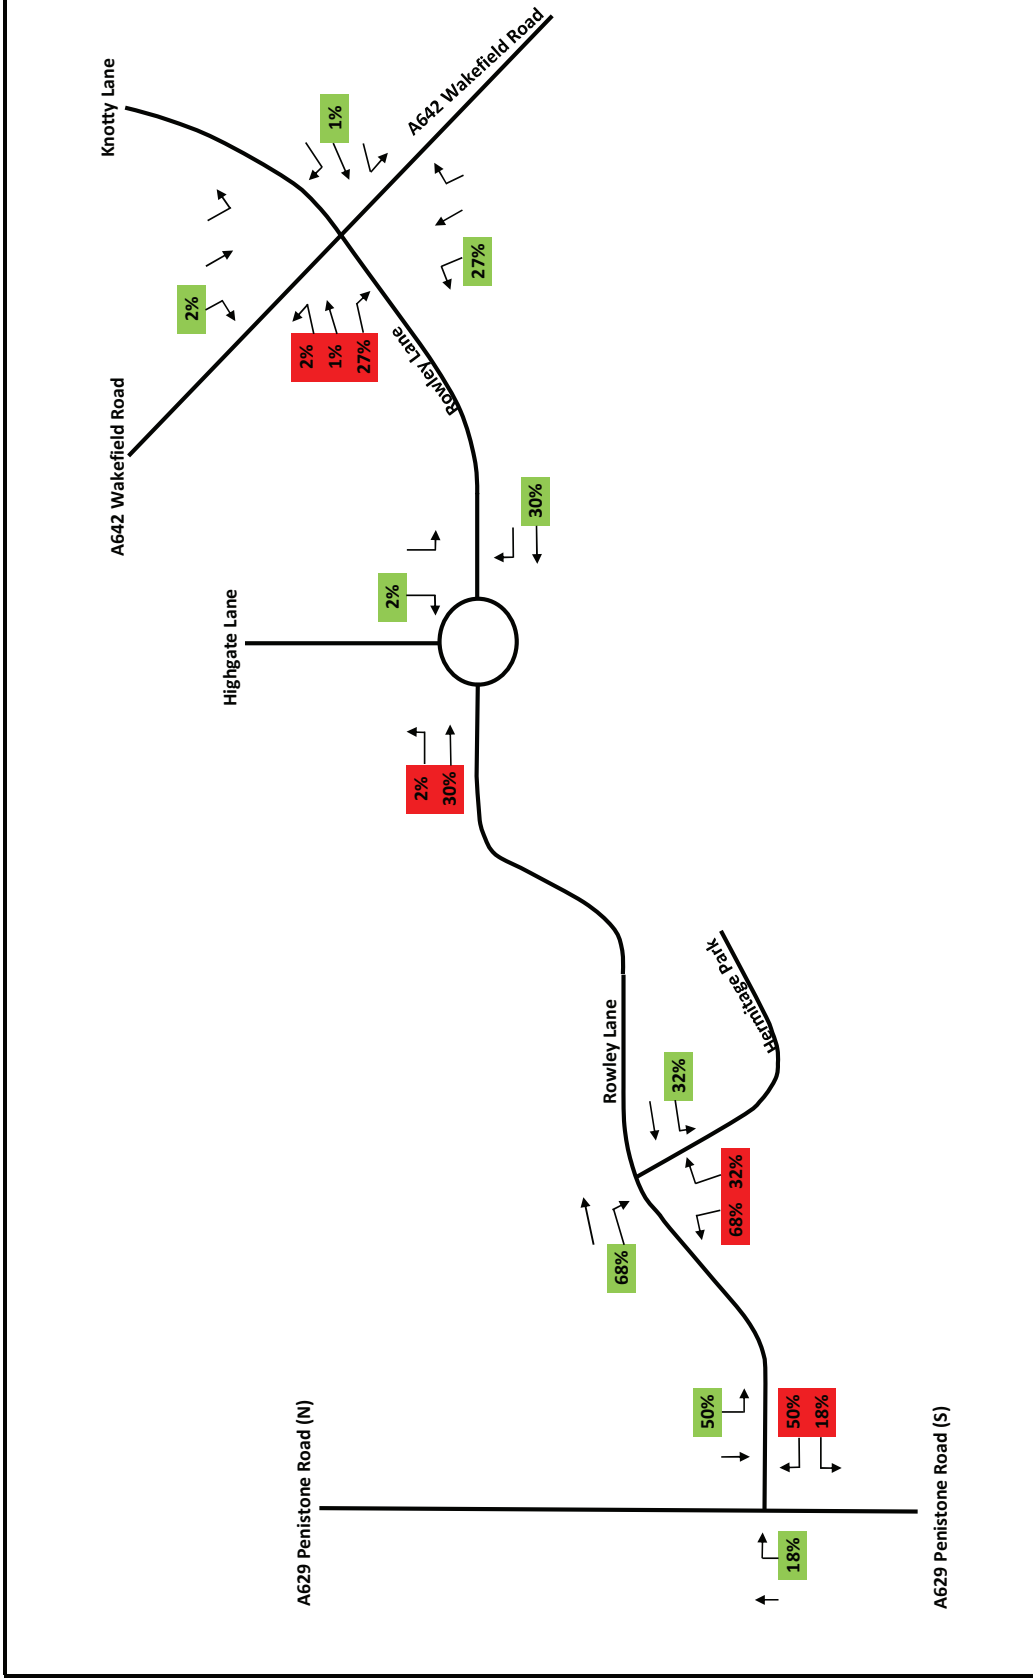 Knotty Lane
1%
A642 Wakefield Road
2%
27%
2%
1%
27%
Rowley Lane
A642 Wakefield Road
30%
2%
Highgate Lane
2%
30%
Rowley Lane
Hermitage Park
32%
32%
68%
68%
50%
50%
18%
A629 Penistone Road (N)
18%
A629 Penistone Road (S)